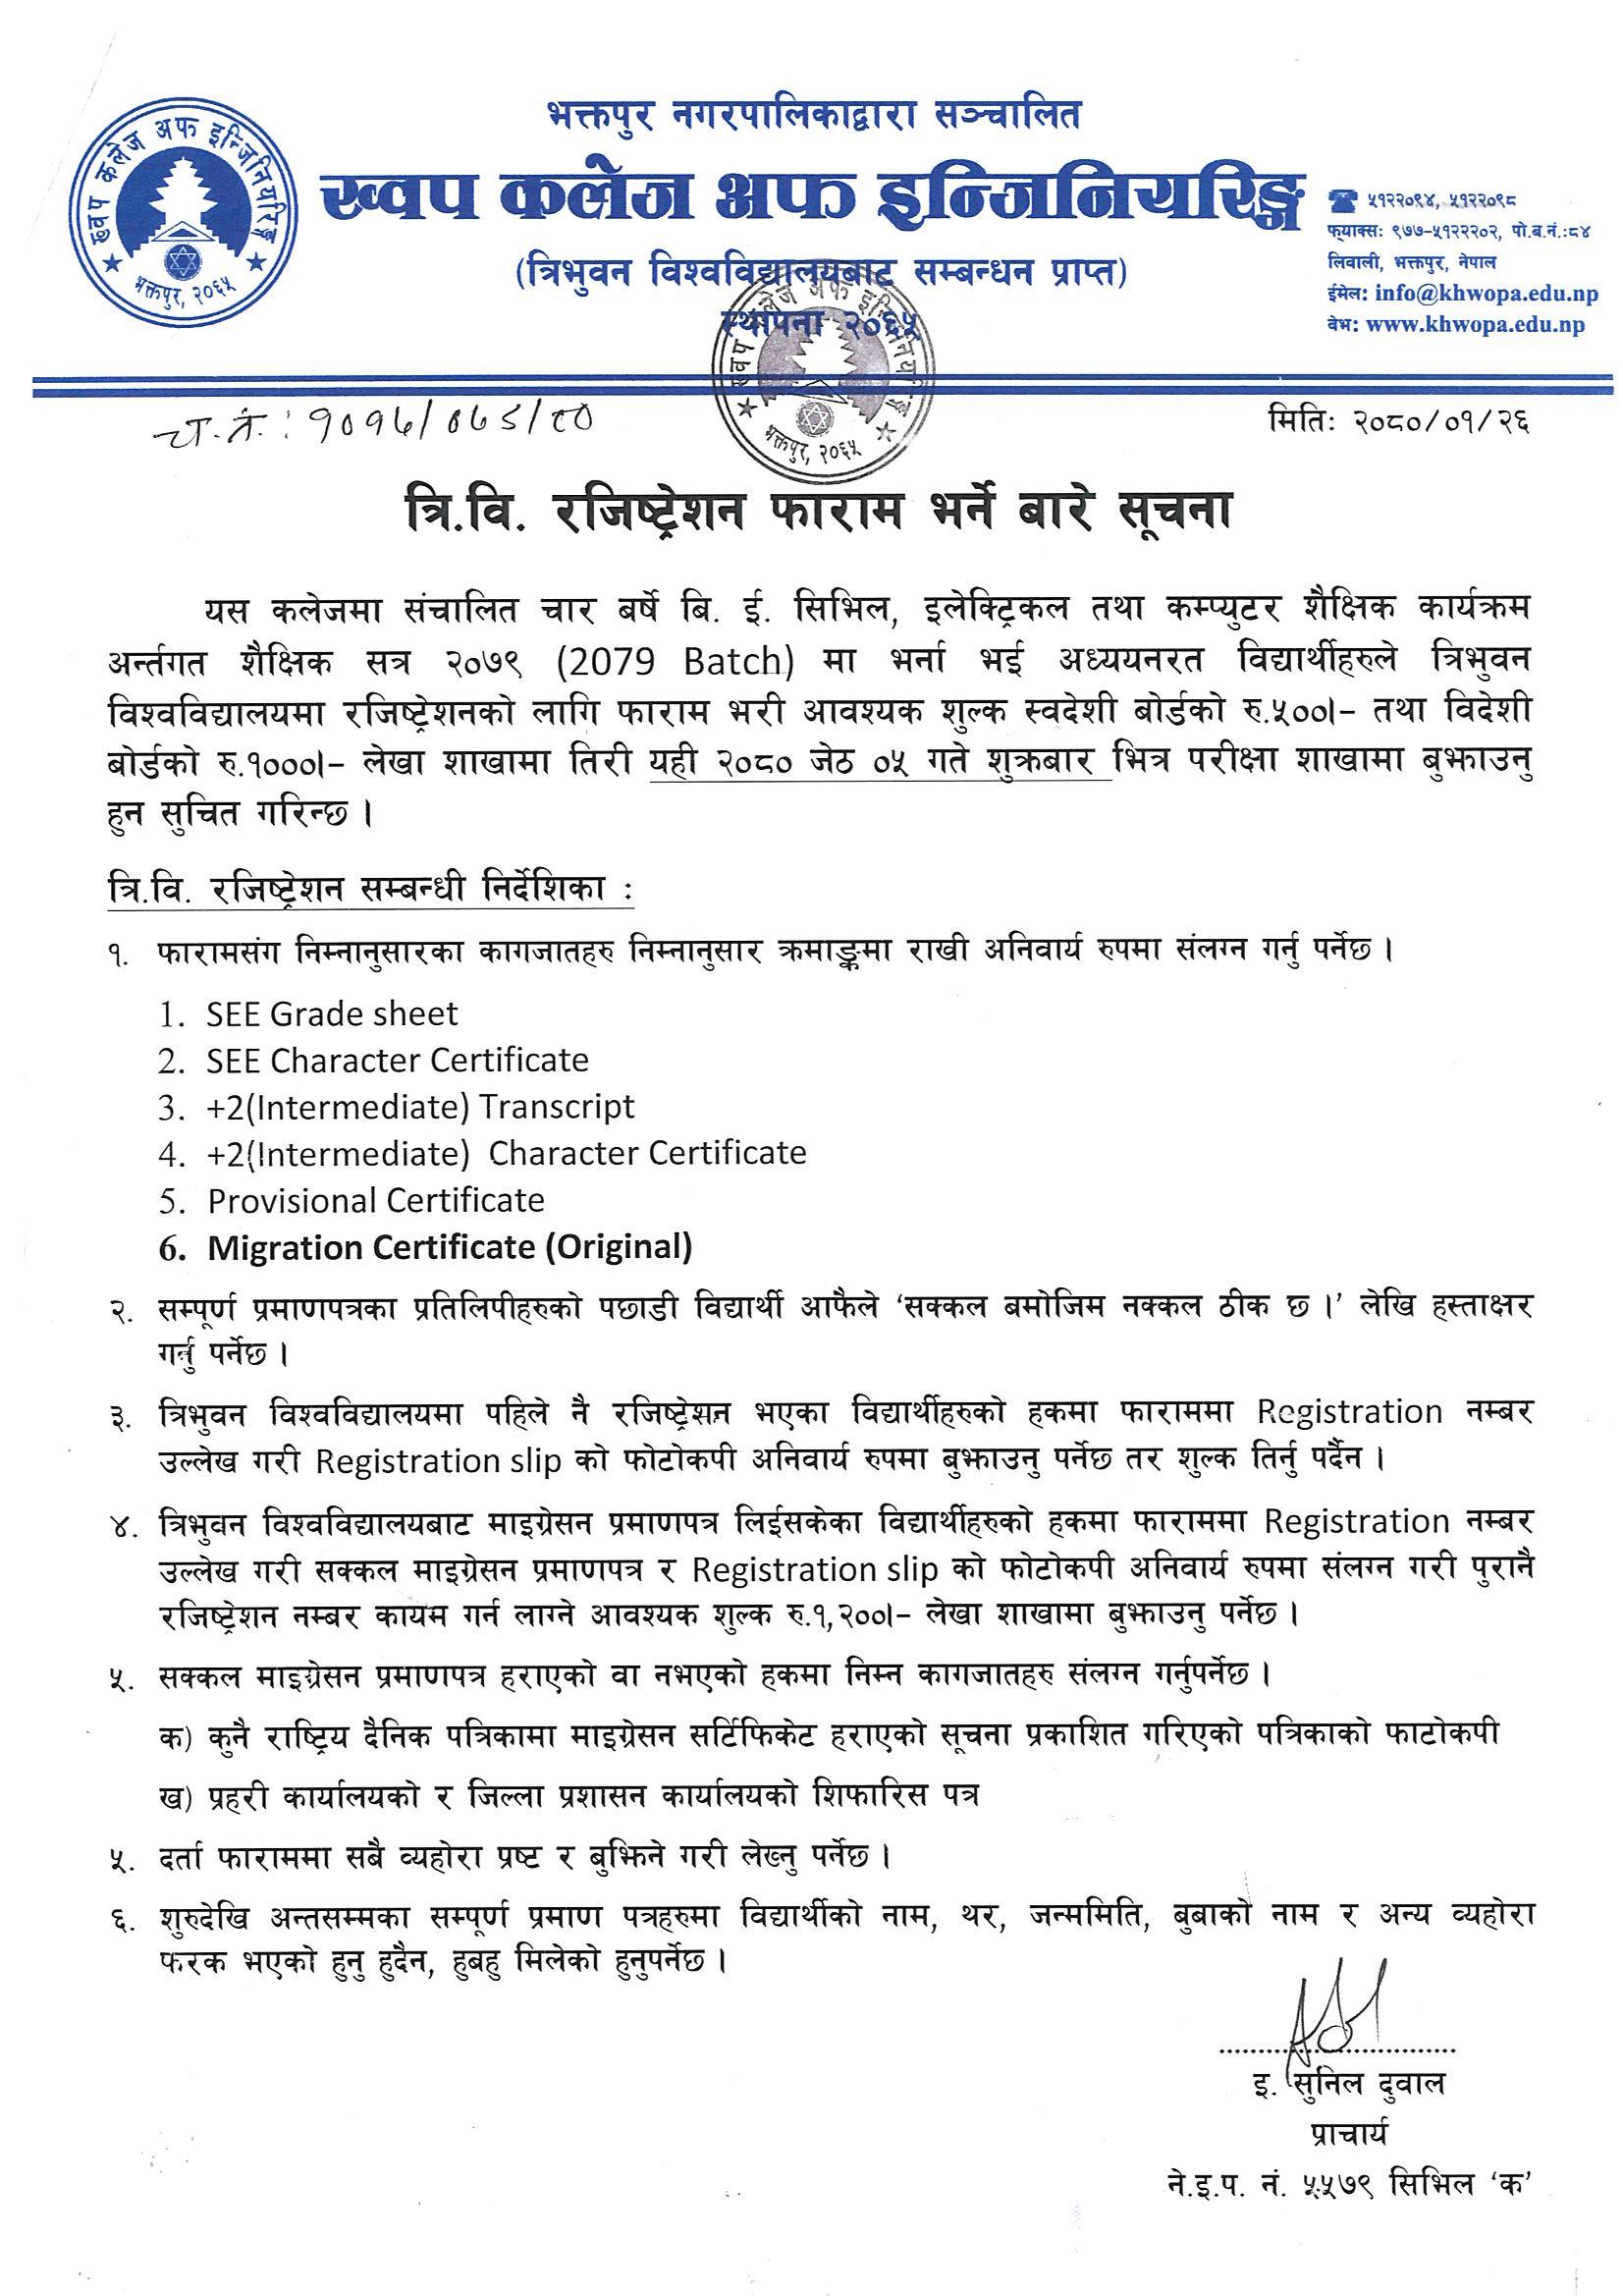 भक्तपुर नगरपालिकाद्वारा सञ्चालित
ख्वप कलेज अफ इन्जिनियरिङ्ग
(त्रिभुवन विश्वविद्यालयबाट सम्बन्धन प्राप्त)
स्थापना २०६५
ख्वप कलेज अफ इन्जिनियरिङ्ग
भक्तपुर, २०६५
☎ ५१२२०९४, ५१२२०९८
फ्याक्सः ९७७-५१२२२०२, पो.ब.नं.:८४
लिवाली, भक्तपुर, नेपाल
ईमेल: info@khwopa.edu.np
वेभ: www.khwopa.edu.np
ख्वप कलेज अफ इन्जिनियरिङ्ग
भक्तपुर, २०६५
च.नं.:
मितिः २०८०/०१/२६
त्रि.वि. रजिष्ट्रेशन फाराम भर्ने बारे सूचना
यस कलेजमा संचालित चार बर्षे बि. ई. सिभिल, इलेक्ट्रिकल तथा कम्प्युटर शैक्षिक कार्यक्रम
अर्न्तगत शैक्षिक सत्र २०७९ (2079 Batch) मा भर्ना भई अध्ययनरत विद्यार्थीहरुले त्रिभुवन
विश्वविद्यालयमा रजिष्ट्रेशनको लागि फाराम भरी आवश्यक शुल्क स्वदेशी बोर्डको रु.५००।– तथा विदेशी
बोर्डको रु.१०००।– लेखा शाखामा तिरी यही २०८० जेठ ०५ गते शुक्रबार भित्र परीक्षा शाखामा बुझाउनु
हुन सुचित गरिन्छ ।
त्रि.वि. रजिष्ट्रेशन सम्बन्धी निर्देशिका :
१. फारामसंग निम्नानुसारका कागजातहरु निम्नानुसार क्रमाङ्कमा राखी अनिवार्य रुपमा संलग्न गर्नु पर्नेछ ।
1. SEE Grade sheet
2. SEE Character Certificate
3. +2(Intermediate) Transcript
4. +2(Intermediate) Character Certificate
5. Provisional Certificate
6. Migration Certificate (Original)
२. सम्पूर्ण प्रमाणपत्रका प्रतिलिपीहरुको पछाडी विद्यार्थी आफैले ‘सक्कल बमोजिम नक्कल ठीक छ ।’ लेखि हस्ताक्षर
गर्नु पर्नेछ ।
३. त्रिभुवन विश्वविद्यालयमा पहिले नै रजिष्ट्रेशन भएका विद्यार्थीहरुको हकमा फाराममा Registration नम्बर
उल्लेख गरी Registration slip को फोटोकपी अनिवार्य रुपमा बुझाउनु पर्नेछ तर शुल्क तिर्नु पर्दैन ।
४. त्रिभुवन विश्वविद्यालयबाट माइग्रेसन प्रमाणपत्र लिईसकेका विद्यार्थीहरुको हकमा फाराममा Registration नम्बर
उल्लेख गरी सक्कल माइग्रेसन प्रमाणपत्र र Registration slip को फोटोकपी अनिवार्य रुपमा संलग्न गरी पुरानै
रजिष्ट्रेशन नम्बर कायम गर्न लाग्ने आवश्यक शुल्क रु.१,२००।– लेखा शाखामा बुझाउनु पर्नेछ ।
५. सक्कल माइग्रेसन प्रमाणपत्र हराएको वा नभएको हकमा निम्न कागजातहरु संलग्न गर्नुपर्नेछ ।
क) कुनै राष्ट्रिय दैनिक पत्रिकामा माइग्रेसन सर्टिफिकेट हराएको सूचना प्रकाशित गरिएको पत्रिकाको फाटोकपी
ख) प्रहरी कार्यालयको र जिल्ला प्रशासन कार्यालयको शिफारिस पत्र
५. दर्ता फाराममा सबै व्यहोरा प्रष्ट र बुझिने गरी लेख्नु पर्नेछ ।
६. शुरुदेखि अन्तसम्मका सम्पूर्ण प्रमाण पत्रहरुमा विद्यार्थीको नाम, थर, जन्ममिति, बुबाको नाम र अन्य व्यहोरा
फरक भएको हुनु हुदैन, हुबहु मिलेको हुनुपर्नेछ ।
इ. सुनिल दुवाल
प्राचार्य
ने.इ.प. नं. ५५७९ सिभिल ‘क’